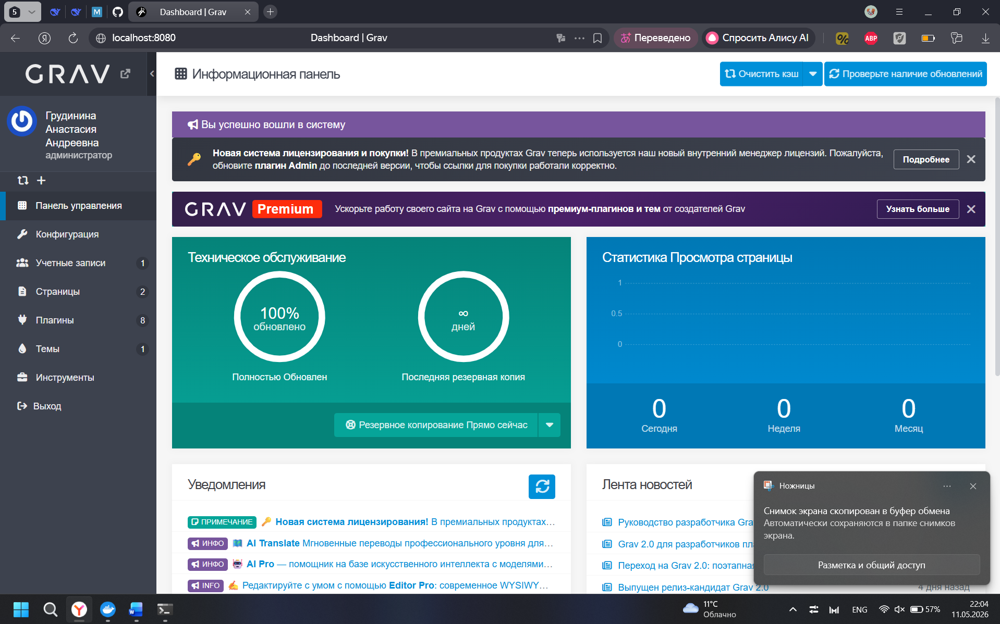 5
M
Dashboard | Grav
Я
localhost:8080
Dashboard | Grav
Переведено
Спросить Алису AI
%
ABP
GRAV
Информационная панель
Очистить кэш
Проверьте наличие обновлений
Грудинина
Анастасия
Андреевна
администратор
Панель управления
Конфигурация
Учетные записи 1
Страницы 2
Плагины 8
Темы 1
Инструменты
Выход
Вы успешно вошли в систему
Новая система лицензирования и покупки! В премиальных продуктах Grav теперь используется наш новый внутренний менеджер лицензий. Пожалуйста,
обновите плагин Admin до последней версии, чтобы ссылки для покупки работали корректно.
Подробнее
GRAV Premium
Ускорьте работу своего сайта на Grav с помощью премиум-плагинов и тем от создателей Grav
Узнать больше
Техническое обслуживание
100%
обновлено
∞
дней
Полностью Обновлен
Последняя резервная копия
Резервное копирование Прямо сейчас
Статистика Просмотра страницы
1
0.5
0
0
Сегодня
0
Неделя
0
Месяц
Уведомления
ПРИМЕЧАНИЕ 🔑 Новая система лицензирования! В премиальных продуктах…
ИНФО AI Translate Мгновенные переводы профессионального уровня для…
ИНФО AI Pro — помощник на базе искусственного интеллекта с моделями…
INFO ✍️ Редактируйте с умом с помощью Editor Pro: современное WYSIWY…
Лента новостей
Руководство разработчика Gra
Grav 2.0 для разработчиков пла
Переход на Grav 2.0: поэтапная
Выпущен релиз-кандидат Grav 2.0
4 дня назад
Ножницы
Снимок экрана скопирован в буфер обмена
Автоматически сохраняются в папке снимков
экрана.
Разметка и общий доступ
11°C
Облачно
ENG
57%
22:04
11.05.2026